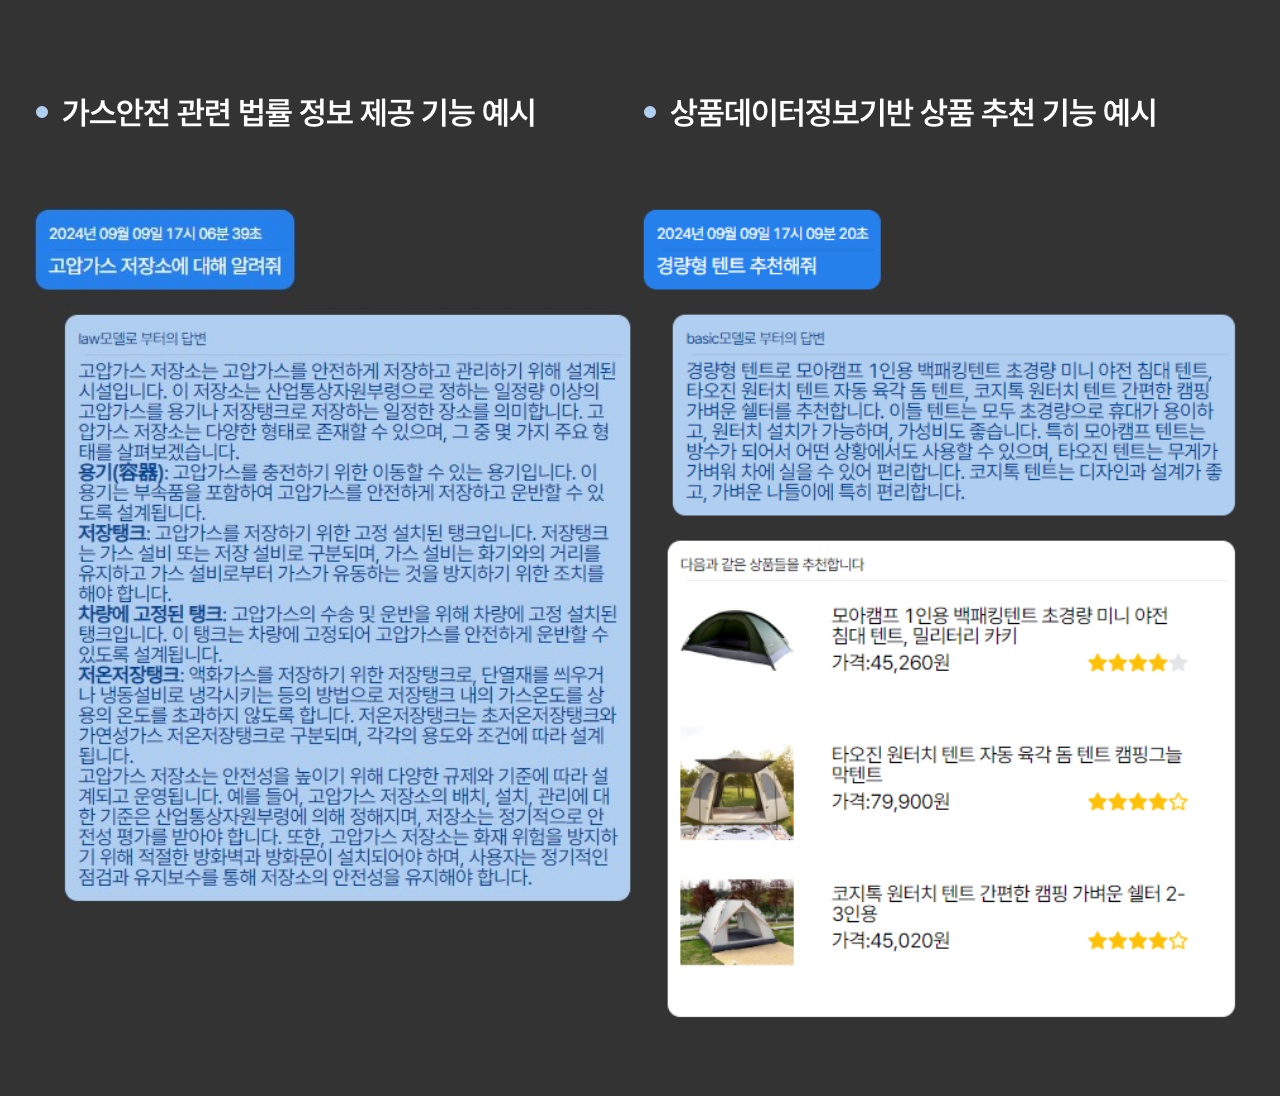 가스안전 관련 법률 정보 제공 기능 예시
2024년 09월 09일 17시 06분 39초
고압가스 저장소에 대해 알려줘
law모델로 부터의 답변
고압가스 저장소는 고압가스를 안전하게 저장하고 관리하기 위해 설계된
시설입니다. 이 저장소는 산업통상자원부령으로 정하는 일정량 이상의
고압가스를 용기나 저장탱크로 저장하는 일정한 장소를 의미합니다. 고
압가스 저장소는 다양한 형태로 존재할 수 있으며, 그 중 몇 가지 주요 형
태를 살펴보겠습니다.
용기(容器): 고압가스를 충전하기 위한 이동할 수 있는 용기입니다. 이
용기는 부속품을 포함하여 고압가스를 안전하게 저장하고 운반할 수 있
도록 설계됩니다.
저장탱크: 고압가스를 저장하기 위한 고정 설치된 탱크입니다. 저장탱크
는 가스 설비 또는 저장 설비로 구분되며, 가스 설비는 화기와의 거리를
유지하고 가스 설비로부터 가스가 유동하는 것을 방지하기 위한 조치를
해야 합니다.
차량에 고정된 탱크: 고압가스의 수송 및 운반을 위해 차량에 고정 설치된
탱크입니다. 이 탱크는 차량에 고정되어 고압가스를 안전하게 운반할 수
있도록 설계됩니다.
저온저장탱크: 액화가스를 저장하기 위한 저장탱크로, 단열재를 씌우거
나 냉동설비로 냉각시키는 등의 방법으로 저장탱크 내의 가스온도를 상
용의 온도를 초과하지 않도록 합니다. 저온저장탱크는 초저온저장탱크와
가연성가스 저온저장탱크로 구분되며, 각각의 용도와 조건에 따라 설계
됩니다.
고압가스 저장소는 안전성을 높이기 위해 다양한 규제와 기준에 따라 설
계되고 운영됩니다. 예를 들어, 고압가스 저장소의 배치, 설치, 관리에 대
한 기준은 산업통상자원부령에 의해 정해지며, 저장소는 정기적으로 안
전성 평가를 받아야 합니다. 또한, 고압가스 저장소는 화재 위험을 방지하
기 위해 적절한 방화벽과 방화문이 설치되어야 하며, 사용자는 정기적인
점검과 유지보수를 통해 저장소의 안전성을 유지해야 합니다.
상품데이터정보기반 상품 추천 기능 예시
2024년 09월 09일 17시 09분 20초
경량형 텐트 추천해줘
basic모델로 부터의 답변
경량형 텐트로 모아캠프 1인용 백패킹텐트 초경량 미니 야전 침대 텐트,
타오진 원터치 텐트 자동 육각 돔 텐트, 코지톡 원터치 텐트 간편한 캠핑
가벼운 쉘터를 추천합니다. 이들 텐트는 모두 초경량으로 휴대가 용이하
고, 원터치 설치가 가능하며, 가성비도 좋습니다. 특히 모아캠프 텐트는
방수가 되어서 어떤 상황에서도 사용할 수 있으며, 타오진 텐트는 무게가
가벼워 차에 실을 수 있어 편리합니다. 코지톡 텐트는 디자인과 설계가 좋
고, 가벼운 나들이에 특히 편리합니다.
다음과 같은 상품들을 추천합니다
모아캠프 1인용 백패킹텐트 초경량 미니 야전
침대 텐트, 밀리터리 카키
가격:45,260원
타오진 원터치 텐트 자동 육각 돔 텐트 캠핑그늘
막텐트
가격:79,900원
코지톡 원터치 텐트 간편한 캠핑 가벼운 쉘터 2-
3인용
가격:45,020원